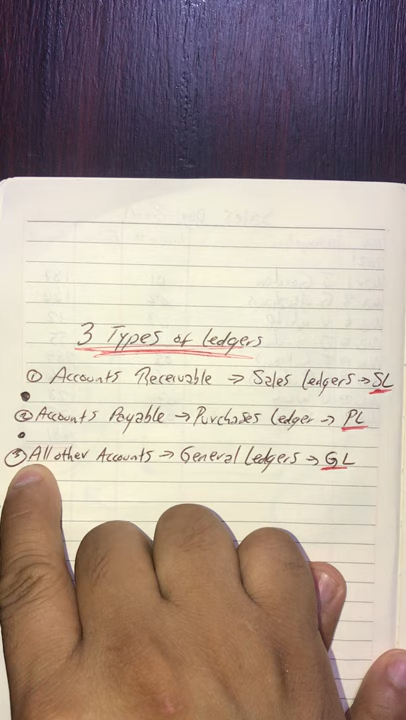 3 Types of ledgers
① Accounts Receivable → Sales ledgers → SL
② Accounts Payable → Purchases Ledger → PL
③ All other Accounts → General Ledgers → GL